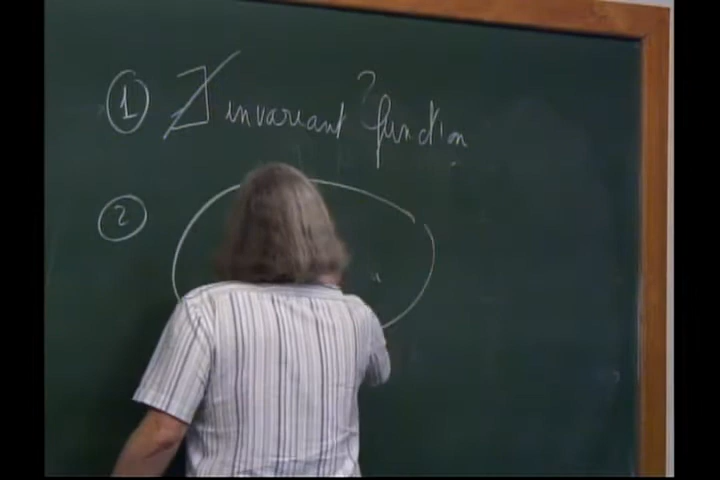 ① ∄ invariant function ?
②